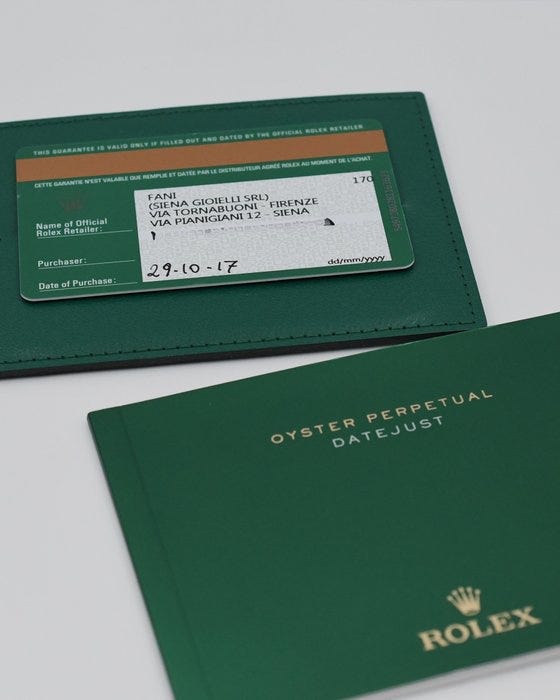 THIS GUARANTEE IS VALID ONLY IF FILLED OUT AND DATED BY THE OFFICIAL ROLEX RETAILER
CETTE GARANTIE N'EST VALABLE QUE REMPLIE ET DATÉE PAR LE DISTRIBUTEUR AGRÉÉ ROLEX AU MOMENT DE L'ACHAT.
170
FANI
(SIENA GIOIELLI SRL)
VIA TORNABUONI - FIRENZE
VIA PIANIGIANI 12 - SIENA
Name of Official
Rolex Retailer:
Purchaser:
Date of Purchase:
29-10-17
dd/mm/yyyy
OYSTER PERPETUAL
DATEJUST
ROLEX